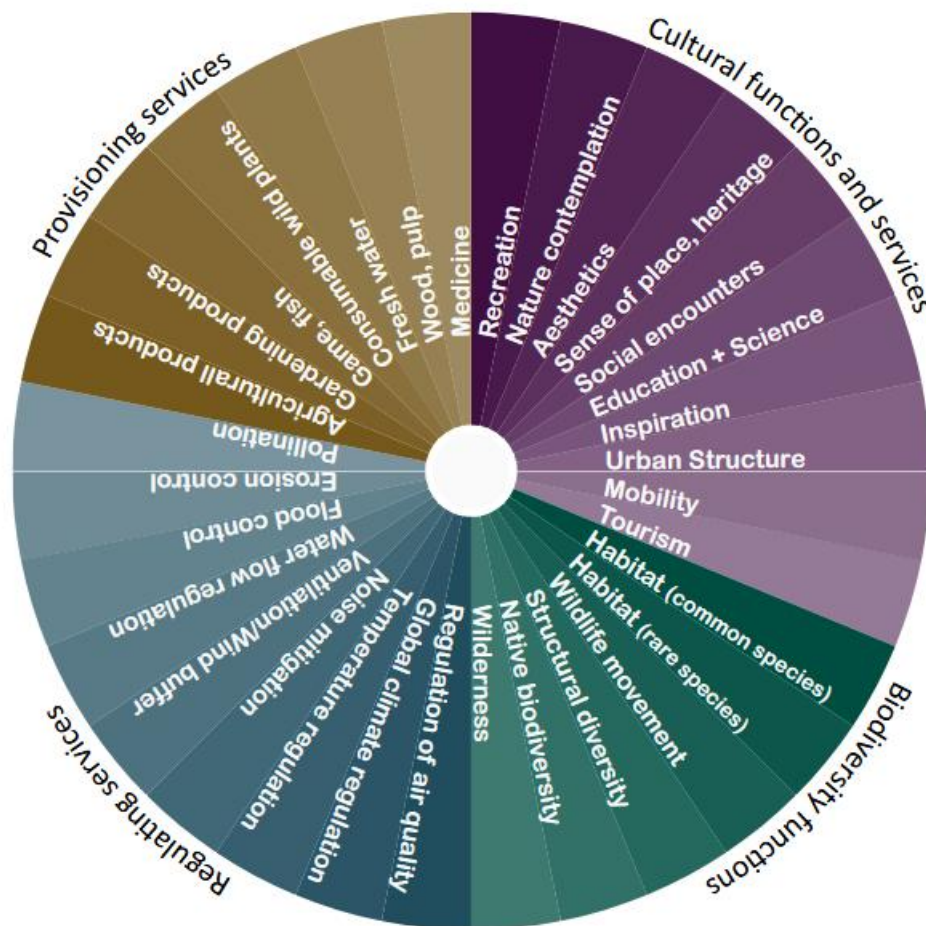 Cultural functions and services
Recreation
Nature contemplation
Aesthetics
Sense of place, heritage
Social encounters
Education + Science
Inspiration
Urban Structure
Mobility
Tourism
Biodiversity functions
Habitat (common species)
Habitat (rare species)
Wildlife movement
Structural diversity
Native biodiversity
Wilderness
Regulating services
Regulation of air quality
Global climate regulation
Temperature regulation
Noise mitigation
Ventilation/Wind buffer
Water flow regulation
Flood control
Erosion control
Pollination
Provisioning services
Agriculturall products
Gardening products
Game, fish
Consumable wild plants
Fresh water
Wood, pulp
Medicine